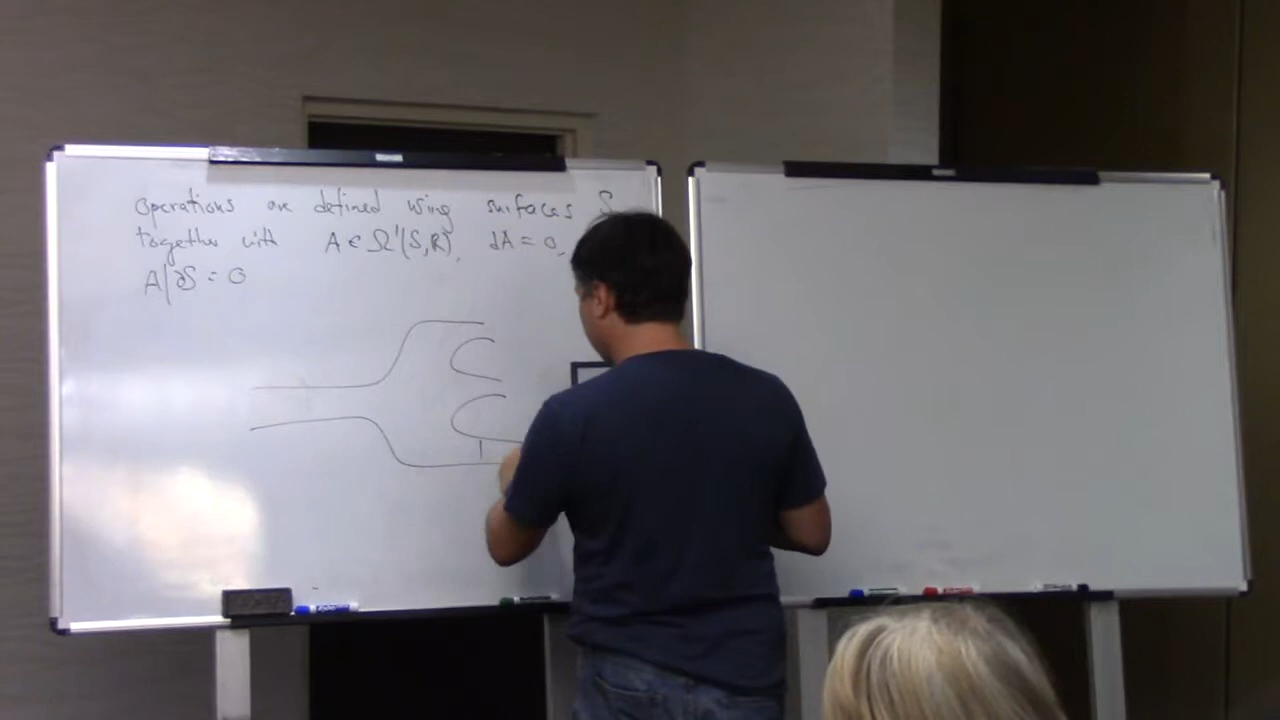 operations are defined using surfaces S
together with A ∈ Ω¹(S,R), dA = 0,
A|∂S = 0